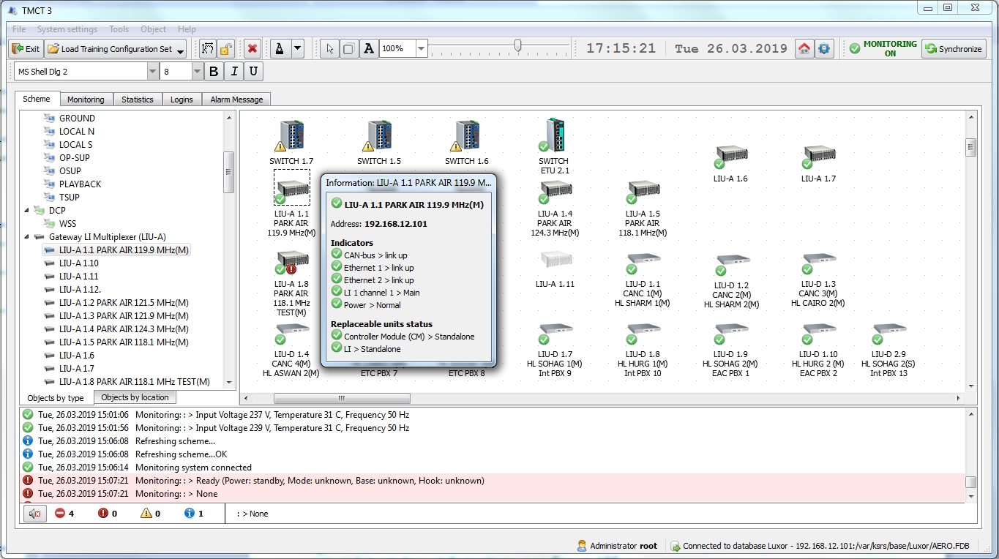 TMCT 3
File System settings Tools Object Help
Exit Load Training Configuration Set A A 100% 17:15:21 Tue 26.03.2019 MONITORING ON Synchronize
MS Shell Dlg 2 8 B I U
Scheme Monitoring Statistics Logins Alarm Message
GROUND
LOCAL N
LOCAL S
OP-SUP
OSUP
PLAYBACK
TSUP
DCP
WSS
Gateway LI Multiplexer (LIU-A)
LIU-A 1.1 PARK AIR 119.9 MHz(M)
LIU-A 1.10
LIU-A 1.11
LIU-A 1.12.
LIU-A 1.2 PARK AIR 121.5 MHz(M)
LIU-A 1.3 PARK AIR 121.9 MHz(M)
LIU-A 1.4 PARK AIR 124.3 MHz(M)
LIU-A 1.5 PARK AIR 118.1 MHz(M)
LIU-A 1.6
LIU-A 1.7
LIU-A 1.8 PARK AIR 118.1 MHz TEST(M)
Objects by type Objects by location
SWITCH 1.7
SWITCH 1.5
SWITCH 1.6
SWITCH
ETU 2.1
LIU-A 1.6
LIU-A 1.7
LIU-A 1.1
PARK AIR
119.9 MHz(M)
LIU-A 1.4
PARK AIR
124.3 MHz(M)
LIU-A 1.5
PARK AIR
118.1 MHz(M)
LIU-A 1.8
PARK AIR
118.1 MHz
TEST(M)
LIU-A 1.11
LIU-D 1.1
CANC 1(M)
HL SHARM 1(M)
LIU-D 1.2
CANC 2(M)
HL SHARM 2(M)
LIU-D 1.3
CANC 3(M)
HL CAIRO 2(M)
LIU-D 1.4
CANC 4(M)
HL ASWAN 2(M)
ETC PBX 7
ETC PBX 8
LIU-D 1.7
HL SOHAG 1(M)
Int PBX 9
LIU-D 1.8
HL HURG 1(M)
Int PBX 10
LIU-D 1.9
HL SOHAG 2(M)
EAC PBX 1
LIU-D 1.10
HL HURG 2 (M)
EAC PBX 2
LIU-D 2.9
HL SOHAG 2(S)
Int PBX 13
Information: LIU-A 1.1 PARK AIR 119.9 M...
LIU-A 1.1 PARK AIR 119.9 MHz(M)
Address: 192.168.12.101
Indicators
CAN-bus > link up
Ethernet 1 > link up
Ethernet 2 > link up
LI 1 channel 1 > Main
Power > Normal
Replaceable units status
Controller Module (CM) > Standalone
LI > Standalone
Tue, 26.03.2019 15:01:06 Monitoring: : > Input Voltage 237 V, Temperature 31 C, Frequency 50 Hz
Tue, 26.03.2019 15:01:56 Monitoring: : > Input Voltage 239 V, Temperature 31 C, Frequency 50 Hz
Tue, 26.03.2019 15:06:08 Refreshing scheme...
Tue, 26.03.2019 15:06:08 Refreshing scheme...OK
Tue, 26.03.2019 15:06:14 Monitoring system connected
Tue, 26.03.2019 15:07:21 Monitoring: : > Ready (Power: standby, Mode: unknown, Base: unknown, Hook: unknown)
Tue, 26.03.2019 15:07:21 Monitoring: : > None
4 0 0 1 : > None
Administrator root Connected to database Luxor - 192.168.12.101:/var/ksrs/base/Luxor/AERO.FDB